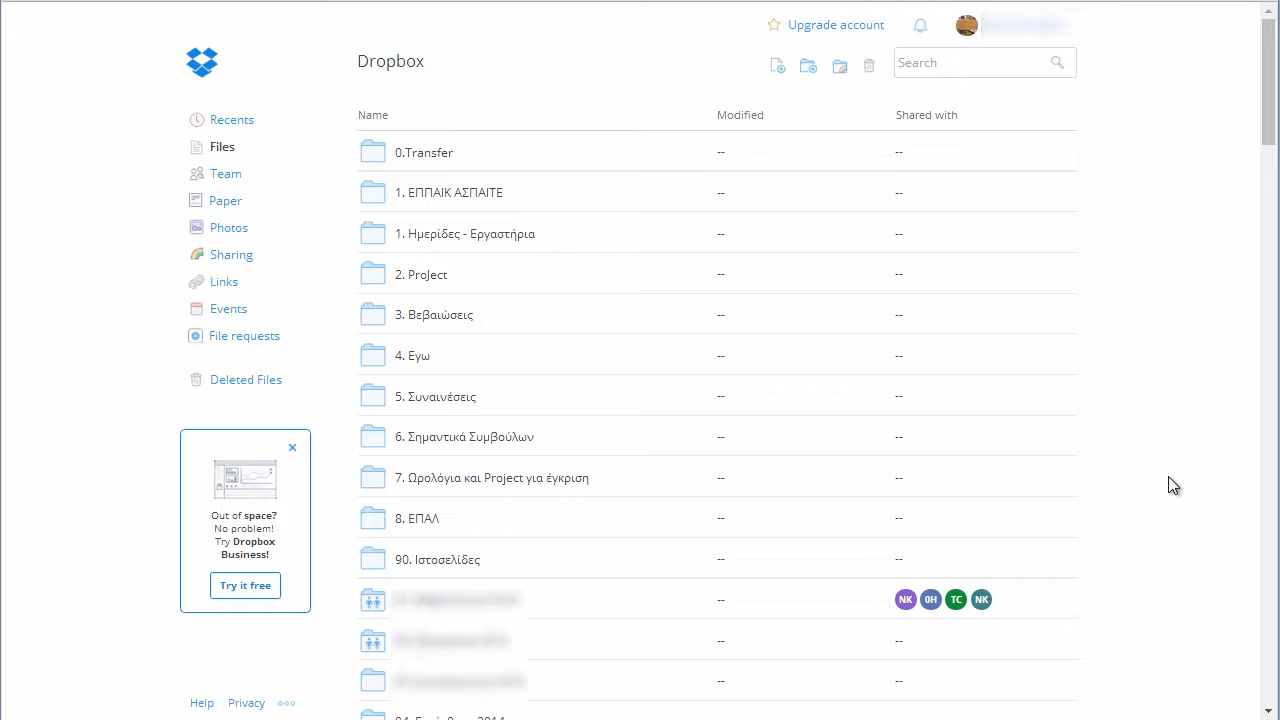 Upgrade account
Dropbox
Search
Recents
Files
Team
Paper
Photos
Sharing
Links
Events
File requests
Deleted Files
Out of space?
No problem!
Try Dropbox
Business!
Try it free
Help Privacy
Name Modified Shared with
0.Transfer -- --
1. ΕΠΠΑΙΚ ΑΣΠΑΙΤΕ -- --
1. Ημερίδες - Εργαστήρια -- --
2. Project -- --
3. Βεβαιώσεις -- --
4. Εγω -- --
5. Συναινέσεις -- --
6. Σημαντικά Συμβούλων -- --
7. Ωρολόγια και Project για έγκριση -- --
8. ΕΠΑΛ -- --
90. Ιστοσελίδες -- --
-- NK 0H TC NK
-- --
-- --